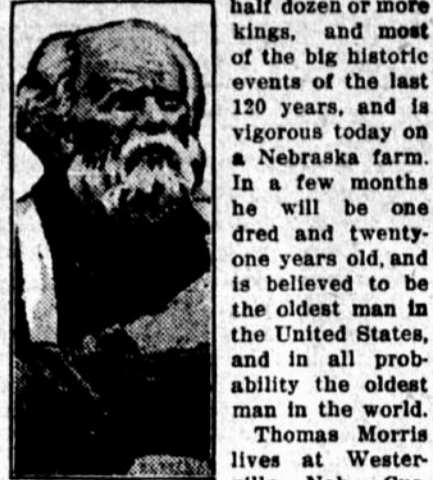 half dozen or more
kings, and most
of the big historic
events of the last
120 years, and is
vigorous today on
a Nebraska farm.
In a few months
he will be one
dred and twenty-
one years old, and
is believed to be
the oldest man in
the United States,
and in all prob-
ability the oldest
man in the world.
Thomas Morris
lives at Wester-